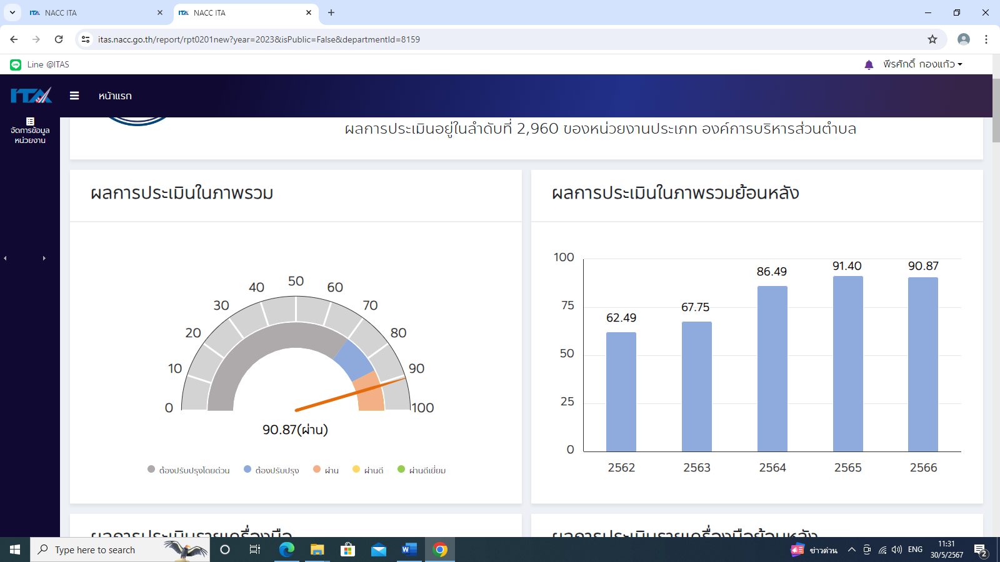 NACC ITA
NACC ITA
itas.nacc.go.th/report/rpt0201new?year=2023&isPublic=False&departmentId=8159
Line @ITAS
พีรศักดิ์ กองแก้ว
ITA
หน้าแรก
จัดการข้อมูล
หน่วยงาน
ผลการประเมินอยู่ในลำดับที่ 2,960 ของหน่วยงานประเภท องค์การบริหารส่วนตำบล
ผลการประเมินในภาพรวม
0
10
20
30
40
50
60
70
80
90
100
90.87(ผ่าน)
ต้องปรับปรุงโดยด่วน ต้องปรับปรุง ผ่าน ผ่านดี ผ่านดีเยี่ยม
ผลการประเมินในภาพรวมย้อนหลัง
100
75
50
25
0
62.49
67.75
86.49
91.40
90.87
2562 2563 2564 2565 2566
ผลการประเมินรายเครื่องมือ
ผลการประเมินรายเครื่องมือย้อนหลัง
Type here to search
ข่าวด่วน
ENG
11:31
30/5/2567
2